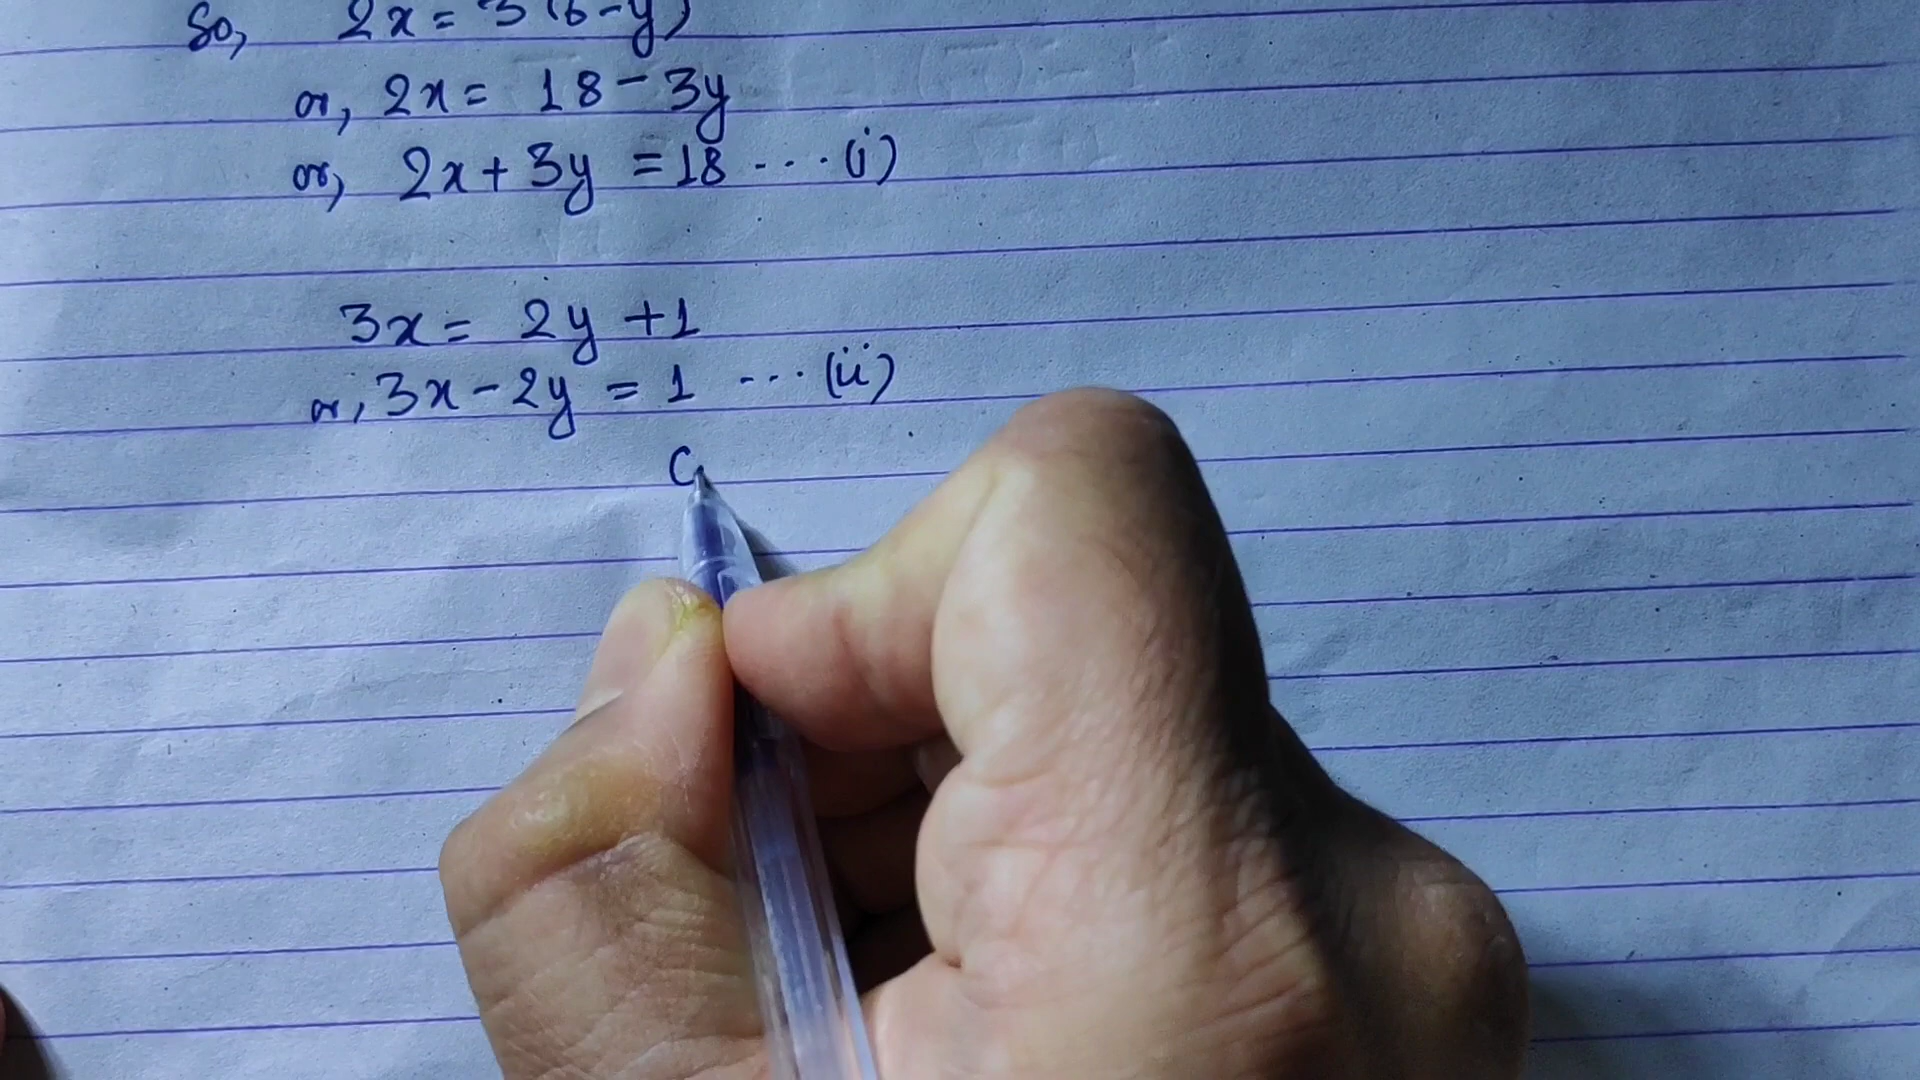 So, 2x = 3(6-y)
or, 2x = 18 - 3y
or, 2x + 3y = 18 ... (i)
3x = 2y + 1
or, 3x - 2y = 1 ... (ii)
C